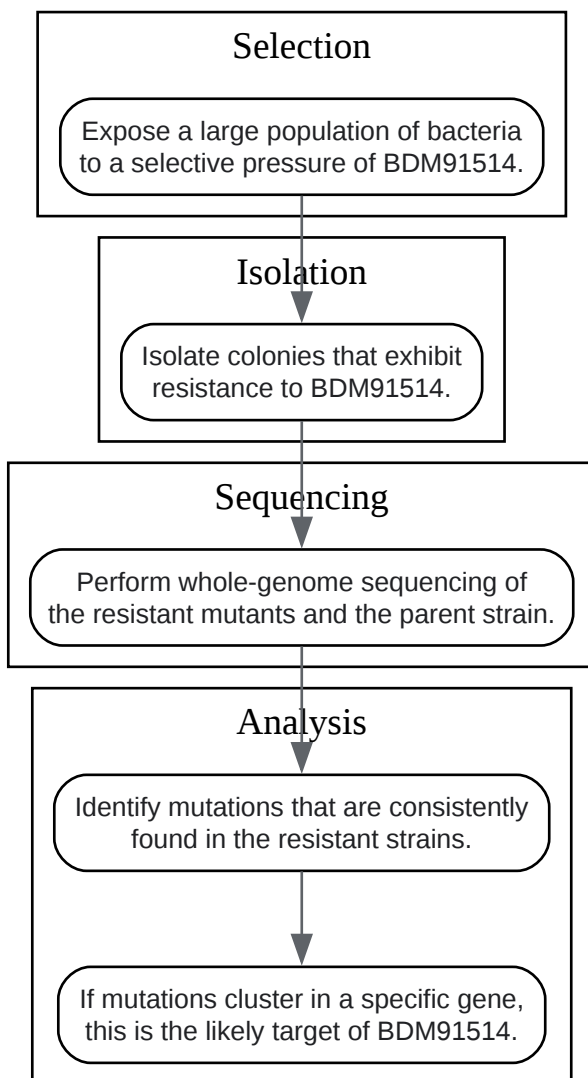 Selection
Expose a large population of bacteria
to a selective pressure of BDM91514.
Isolation
Isolate colonies that exhibit
resistance to BDM91514.
Sequencing
Perform whole-genome sequencing of
the resistant mutants and the parent strain.
Analysis
Identify mutations that are consistently
found in the resistant strains.
If mutations cluster in a specific gene,
this is the likely target of BDM91514.